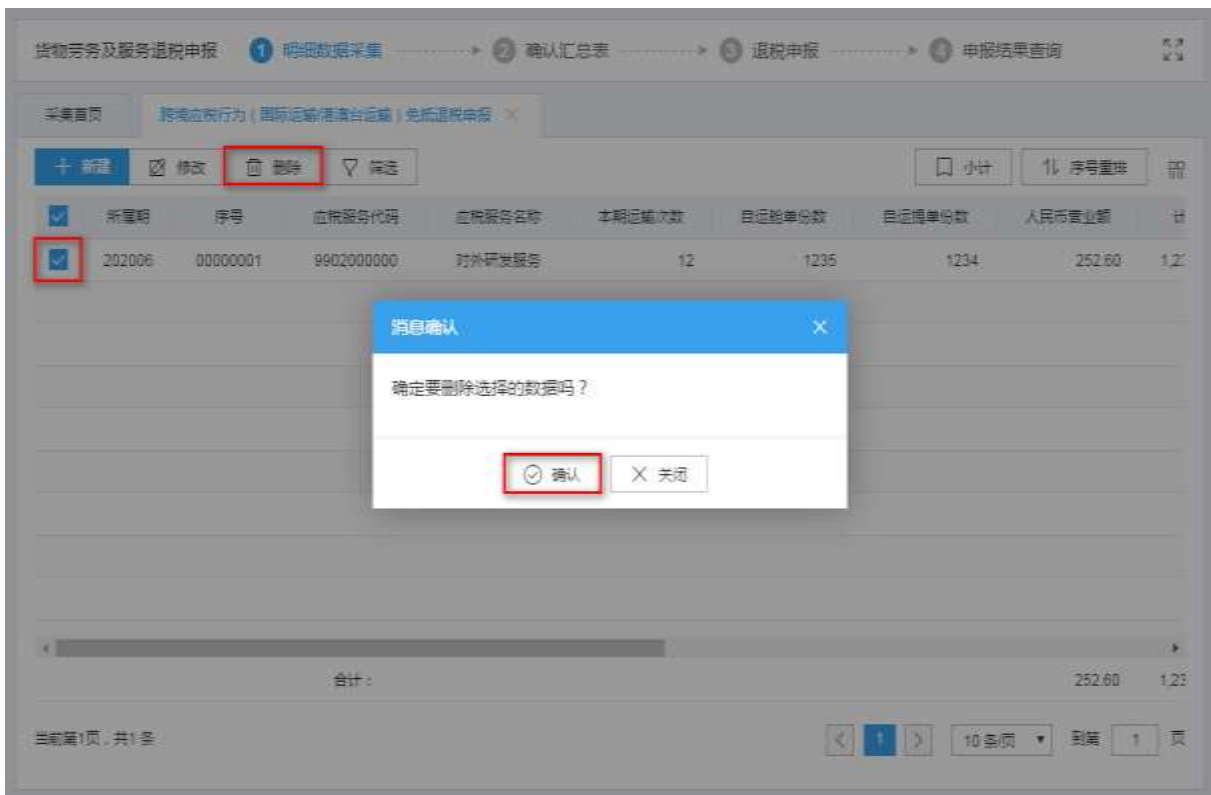 货物劳务及服务退税申报 1 明细数据采集 2 确认汇总表 3 退税申报 4 申报结果查询
采集首页 跨境应税行为(国际运输/港澳台运输)免抵退税申报 ×
+ 新建 修改 删除 筛选 小计 序号重排
所属期 序号 应税服务代码 应税服务名称 本期运输次数 自运舱单份数 自运提单份数 人民币营业额 计
202006 00000001 9902000000 对外研发服务 12 1235 1234 252.60 1,2
消息确认 ×
确定要删除选择的数据吗?
确认 × 关闭
合计: 252.60 1,23
当前第1页,共1条 < 1 > 10 条/页 到第 1 页